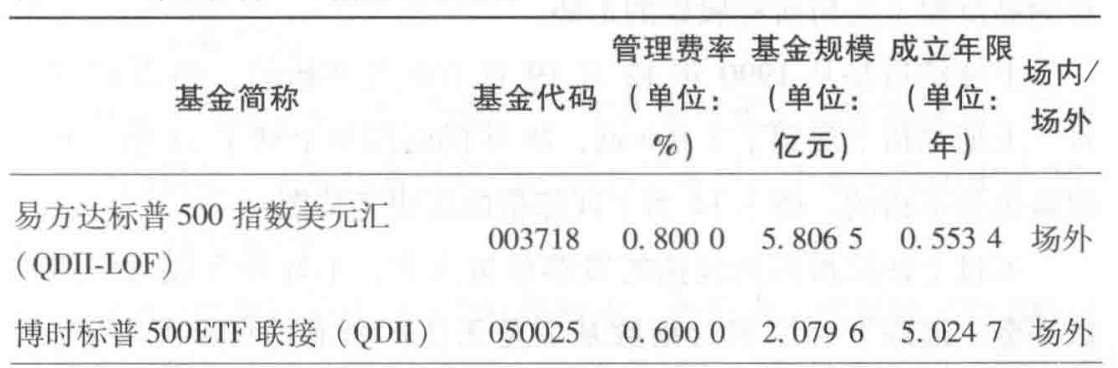 基金简称 基金代码 管理费率（单位：%） 基金规模（单位：亿元） 成立年限（单位：年） 场内/场外
易方达标普 500 指数美元汇（QDII-LOF） 003718 0.800 0 5.806 5 0.553 4 场外
博时标普 500ETF 联接（QDII） 050025 0.600 0 2.079 6 5.024 7 场外